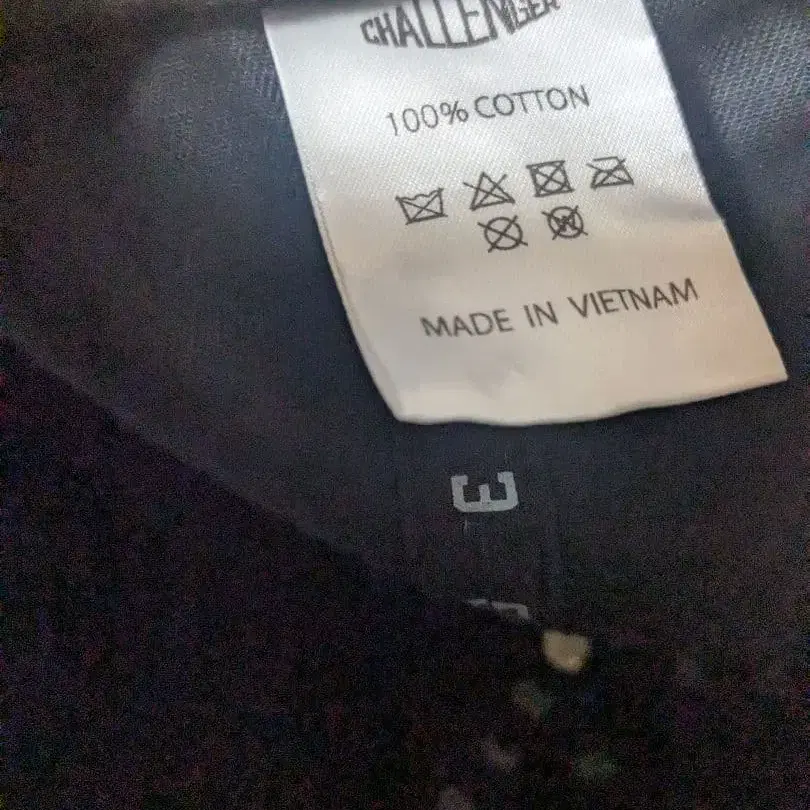 CHALLENGER
100% COTTON
W
MADE IN VIETNAM
E